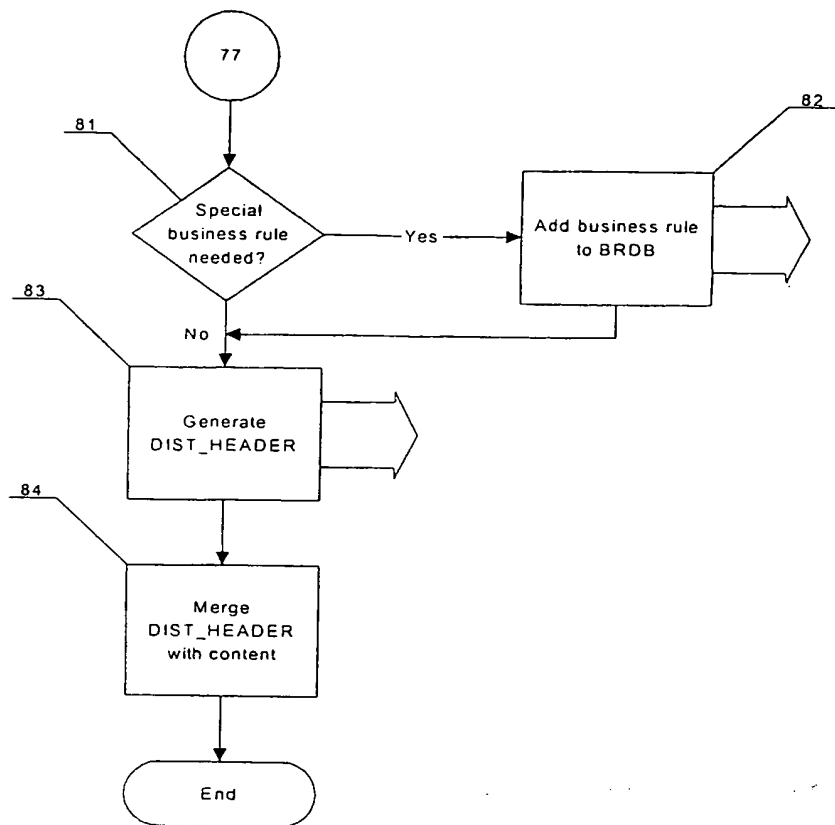 77
81
82
Special
business rule
needed?
Yes
Add business rule
to BRDB
83
No
Generate
DIST_HEADER
84
Merge
DIST_HEADER
with content
End